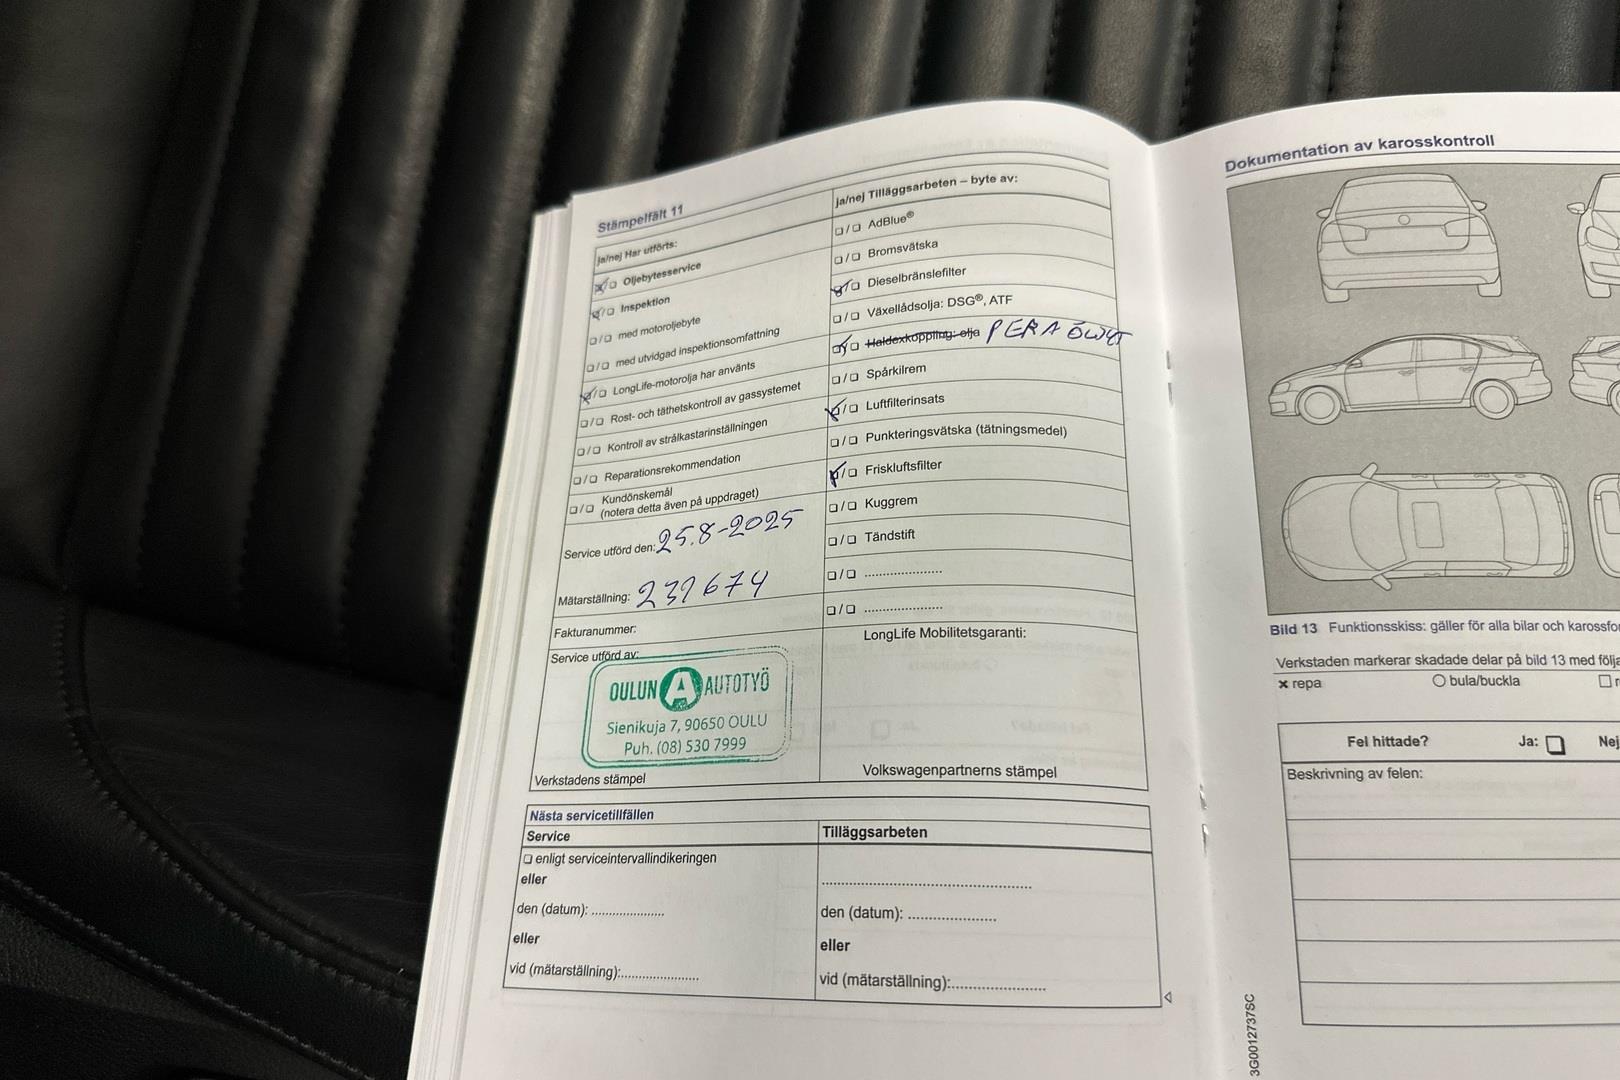 Stämpelfält 11
ja/nej Har utförts:
☒/❏ Oljebytesservice
☒/❏ Inspektion
❏/❏ med motoroljebyte
❏/❏ med utvidgad inspektionsomfattning
☒/❏ LongLife-motorolja har använts
❏/❏ Rost- och täthetskontroll av gassystemet
❏/❏ Kontroll av strålkastarinställningen
❏/❏ Reparationsrekommendation
❏/❏ Kundönskemål
(notera detta även på uppdraget)
Service utförd den: 25.8-2025
Mätarställning: 239674
Fakturanummer:
Service utförd av:
OULUN A AUTOTYÖ
Sienikuja 7, 90650 OULU
Puh. (08) 530 7999
Verkstadens stämpel
ja/nej Tilläggsarbeten – byte av:
❏/❏ AdBlue®
❏/❏ Bromsvätska
☒/❏ Dieselbränslefilter
❏/❏ Växellådsolja: DSG®, ATF
☒/❏ Haldexkoppling: olja PERA ÖLJYT
❏/❏ Spårkilrem
☒/❏ Luftfilterinsats
❏/❏ Punkteringsvätska (tätningsmedel)
☒/❏ Friskluftsfilter
❏/❏ Kuggrem
❏/❏ Tändstift
❏/❏ ......................
❏/❏ ......................
LongLife Mobilitetsgaranti:
Volkswagenpartnerns stämpel
Nästa servicetillfällen
Service
❏ enligt serviceintervallindikeringen
eller
den (datum): ....................
eller
vid (mätarställning):.....................
Tilläggsarbeten
......................................................
den (datum): .......................
eller
vid (mätarställning):.........................
Dokumentation av karosskontroll
Bild 13 Funktionsskiss: gäller för alla bilar och
Verkstaden markerar skadade delar på bild 13 med
× repa
○ bula/buckla
Fel hittade?
Ja: ❏
Nej
Beskrivning av felen:
3G0012737SC